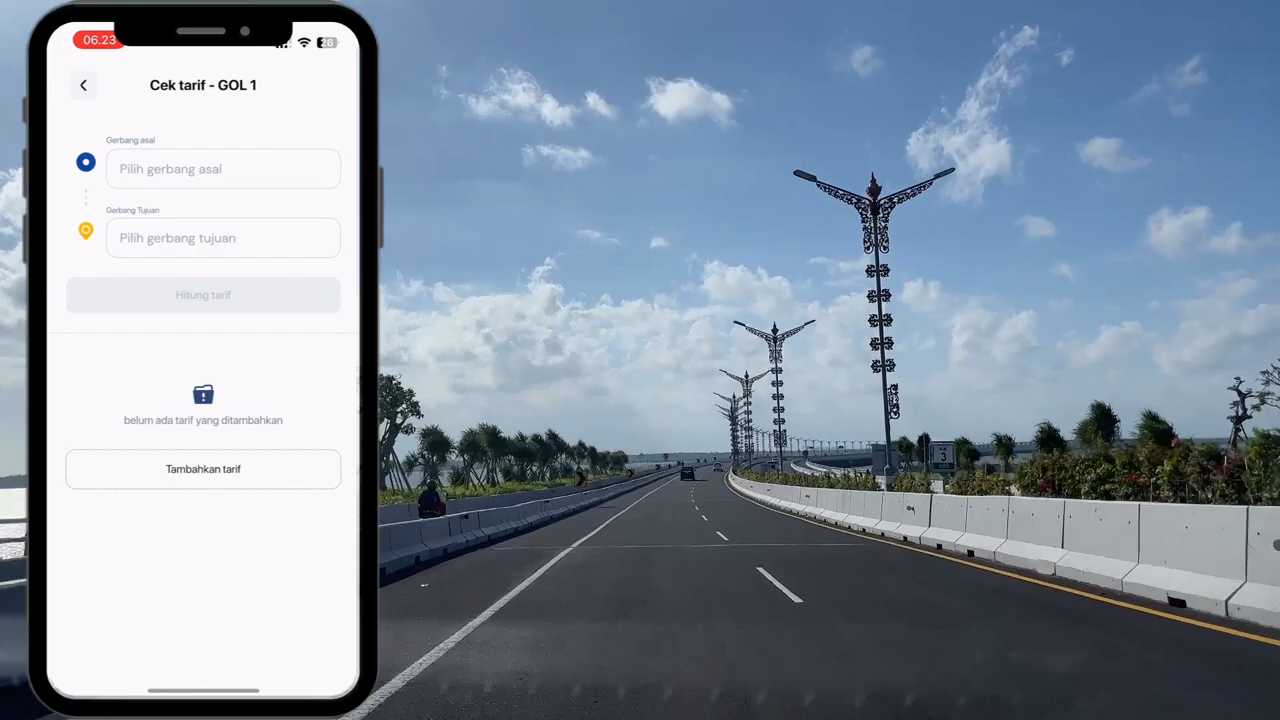 06.23
26
Cek tarif - GOL 1
Gerbang asal
Pilih gerbang asal
Gerbang Tujuan
Pilih gerbang tujuan
Hitung tarif
belum ada tarif yang ditambahkan
Tambahkan tarif
3